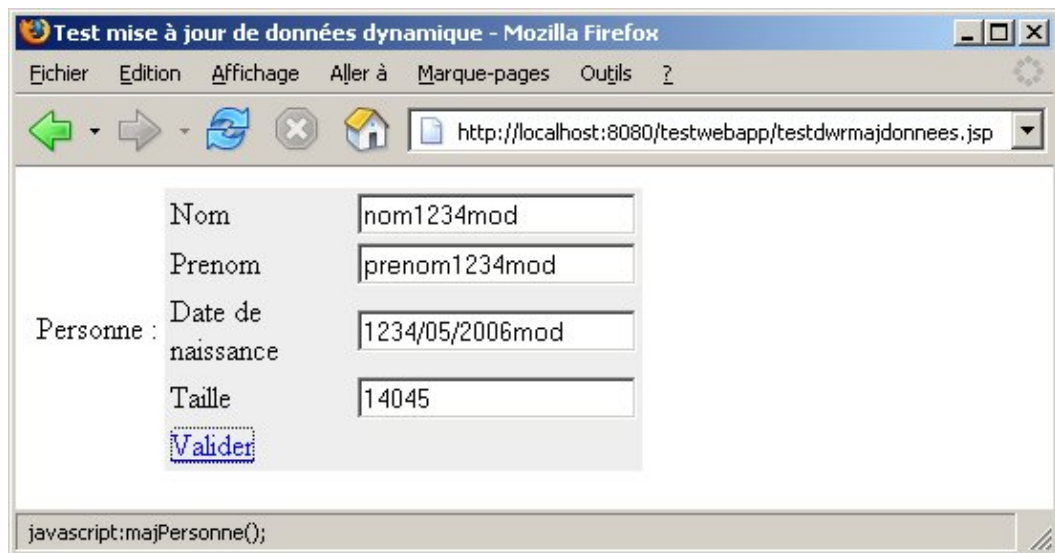 Test mise à jour de données dynamique - Mozilla Firefox
Fichier Edition Affichage Aller à Marque-pages Outils ?
http://localhost:8080/testwebapp/testdwrmajdonnees.jsp
Personne :
Nom nom1234mod
Prenom prenom1234mod
Date de naissance 1234/05/2006mod
Taille 14045
Valider
javascript:majPersonne();